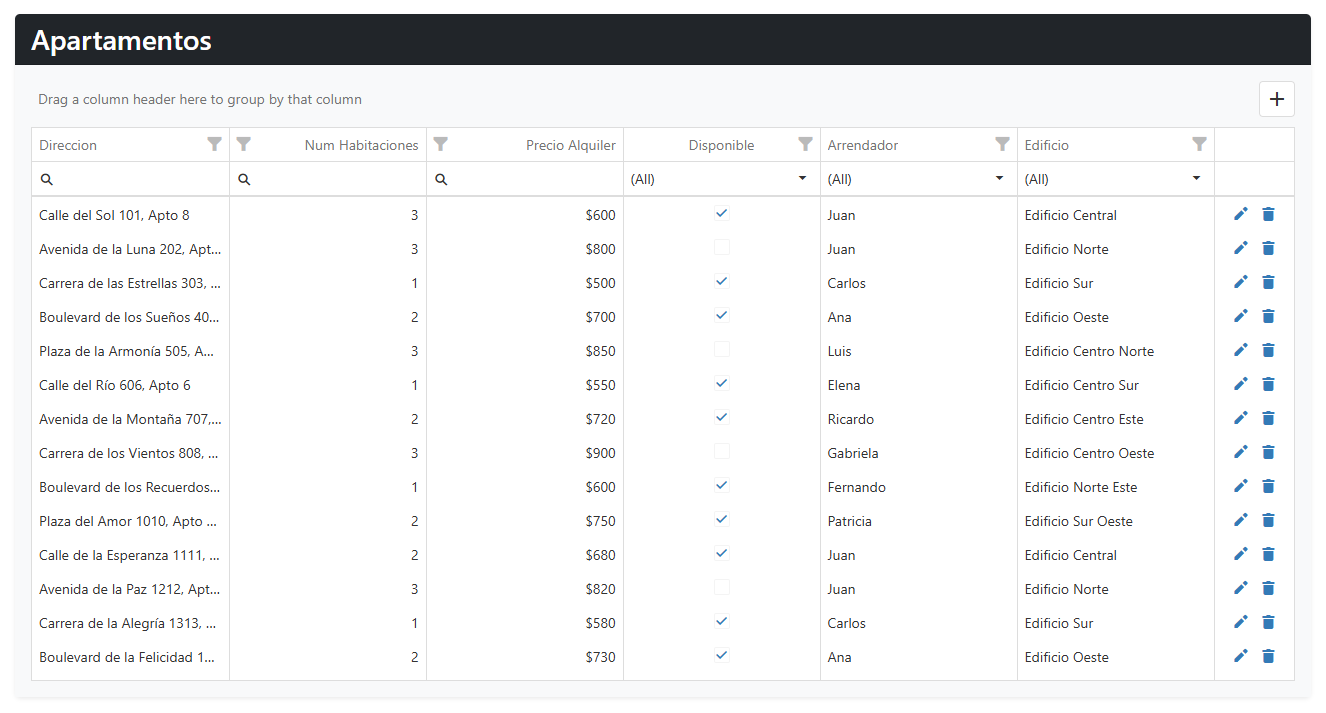 Apartamentos
Drag a column header here to group by that column
Direccion Num Habitaciones Precio Alquiler Disponible Arrendador Edificio
(All) (All) (All)
Calle del Sol 101, Apto 8 3 $600 Juan Edificio Central
Avenida de la Luna 202, Apt... 3 $800 Juan Edificio Norte
Carrera de las Estrellas 303, ... 1 $500 Carlos Edificio Sur
Boulevard de los Sueños 40... 2 $700 Ana Edificio Oeste
Plaza de la Armonía 505, A... 3 $850 Luis Edificio Centro Norte
Calle del Río 606, Apto 6 1 $550 Elena Edificio Centro Sur
Avenida de la Montaña 707,... 2 $720 Ricardo Edificio Centro Este
Carrera de los Vientos 808, ... 3 $900 Gabriela Edificio Centro Oeste
Boulevard de los Recuerdos... 1 $600 Fernando Edificio Norte Este
Plaza del Amor 1010, Apto ... 2 $750 Patricia Edificio Sur Oeste
Calle de la Esperanza 1111, ... 2 $680 Juan Edificio Central
Avenida de la Paz 1212, Apt... 3 $820 Juan Edificio Norte
Carrera de la Alegría 1313, ... 1 $580 Carlos Edificio Sur
Boulevard de la Felicidad 1... 2 $730 Ana Edificio Oeste